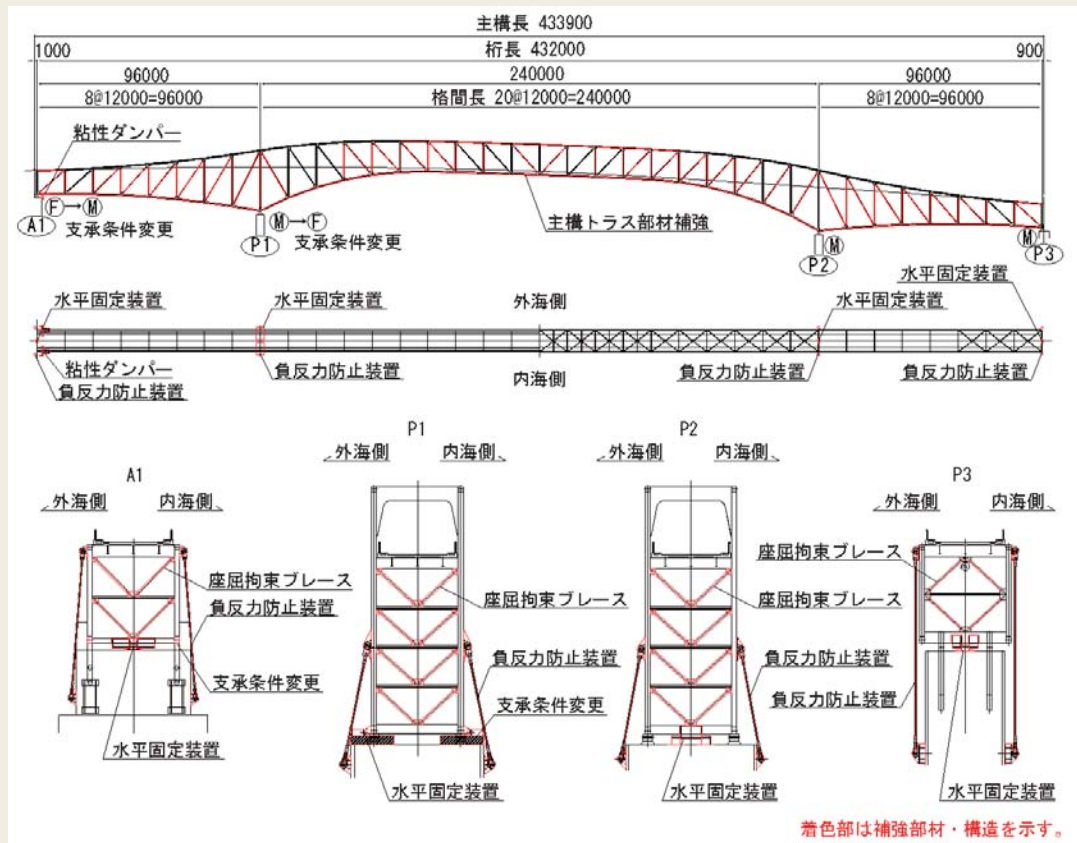 主構長 433900
1000
桁長 432000
900
96000
240000
96000
8@12000=96000
格間長 20@12000=240000
8@12000=96000
粘性ダンパー
F→M
A1
支承条件変更
P1
M→F
支承条件変更
主構トラス部材補強
M
P2
M
P3
水平固定装置
水平固定装置
外海側
水平固定装置
水平固定装置
粘性ダンパー
負反力防止装置
負反力防止装置
内海側
負反力防止装置
負反力防止装置
A1
外海側
内海側
座屈拘束ブレース
負反力防止装置
支承条件変更
水平固定装置
P1
外海側
内海側
座屈拘束ブレース
負反力防止装置
支承条件変更
水平固定装置
P2
外海側
内海側
座屈拘束ブレース
負反力防止装置
水平固定装置
P3
外海側
内海側
座屈拘束ブレース
負反力防止装置
水平固定装置
着色部は補強部材・構造を示す。